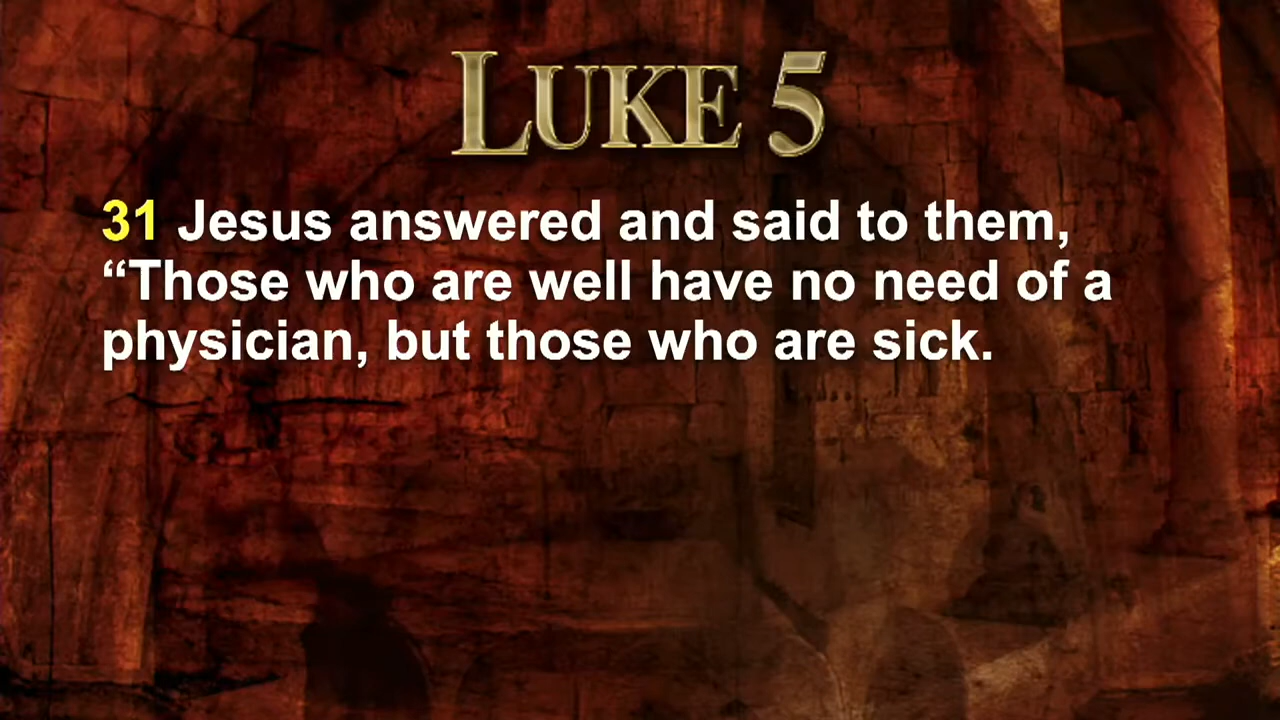 LUKE 5
31 Jesus answered and said to them,
“Those who are well have no need of a
physician, but those who are sick.